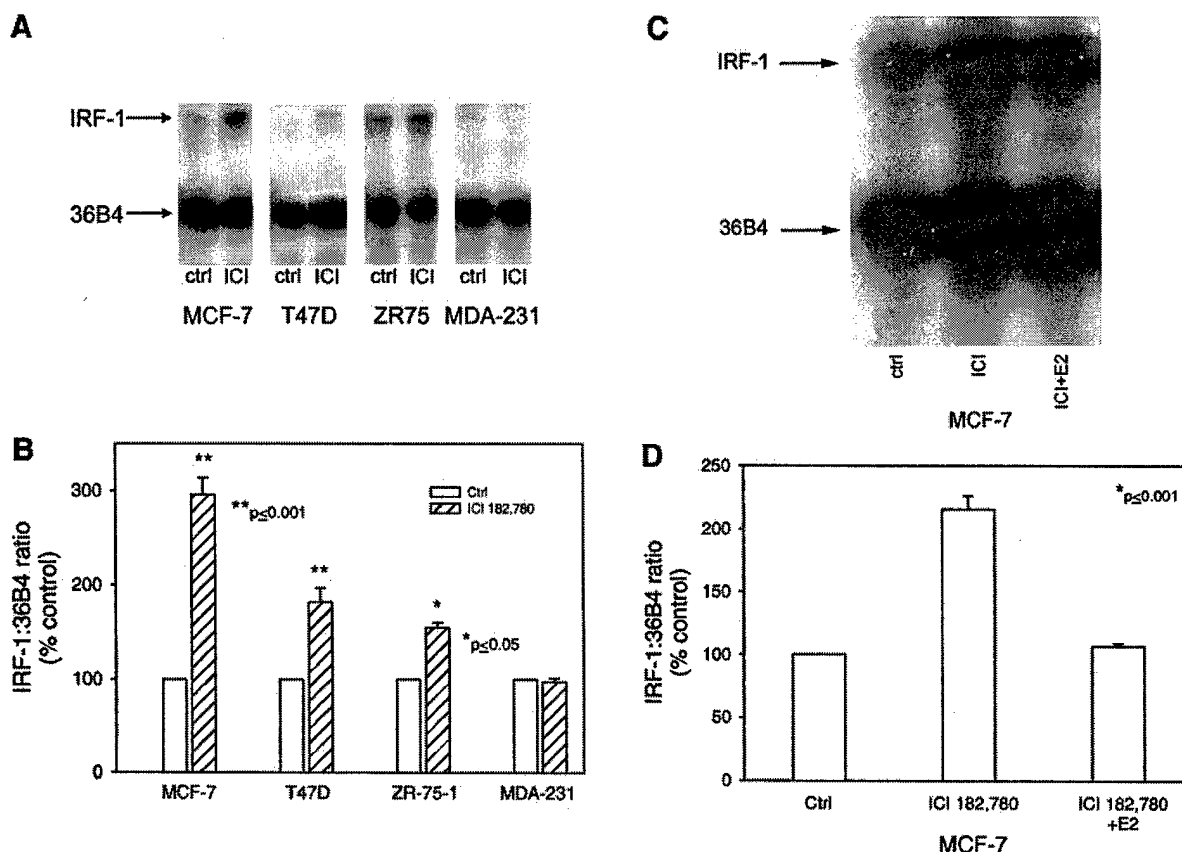 A
IRF-1
36B4
ctrl ICI ctrl ICI ctrl ICI ctrl ICI
MCF-7 T47D ZR75 MDA-231
B
IRF-1:36B4 ratio
(% control)
300
200
100
0
**
**p≤0.001
**
*
*p≤0.05
Ctrl
ICI 182,780
MCF-7 T47D ZR-75-1 MDA-231
C
IRF-1
36B4
ctrl
ICI
ICI+E2
MCF-7
D
IRF-1:36B4 ratio
(% control)
250
200
150
100
50
0
*p≤0.001
Ctrl ICI 182,780 ICI 182,780
+E2
MCF-7